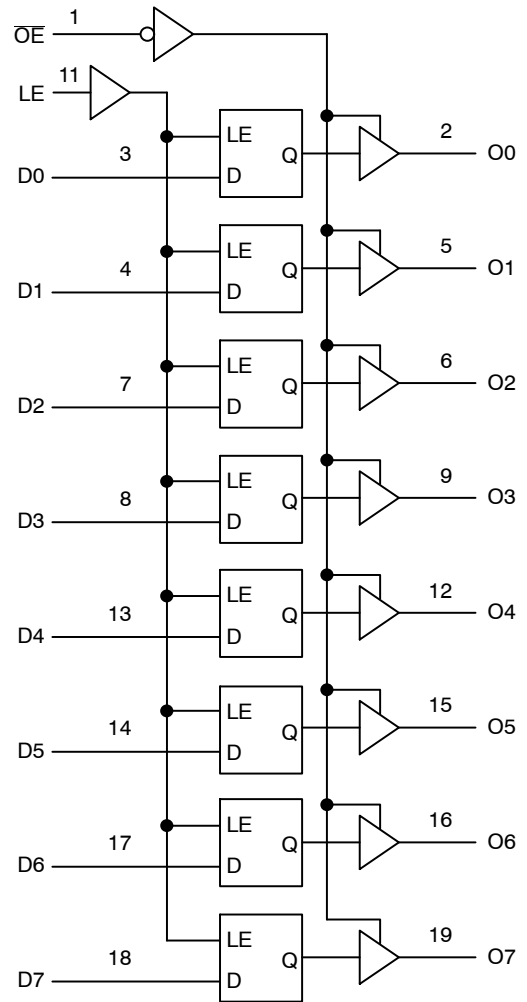 O̅E̅ 1
LE 11
D0 3 LE D Q 2 O0
D1 4 LE D Q 5 O1
D2 7 LE D Q 6 O2
D3 8 LE D Q 9 O3
D4 13 LE D Q 12 O4
D5 14 LE D Q 15 O5
D6 17 LE D Q 16 O6
D7 18 LE D Q 19 O7